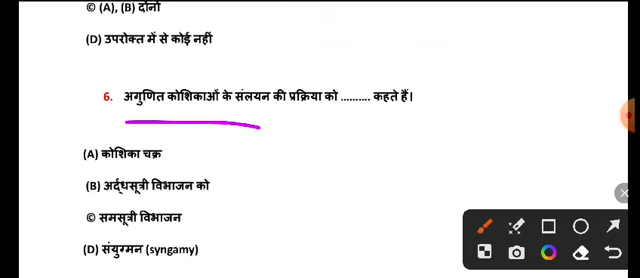 © (A), (B) दोनो
(D) उपरोक्त में से कोई नहीं
6. अगुणित कोशिकाओं के संलयन की प्रक्रिया को .......... कहते हैं।
(A) कोशिका चक्र
(B) अर्द्धसूत्री विभाजन को
© समसूत्री विभाजन
(D) संयुग्मन (syngamy)